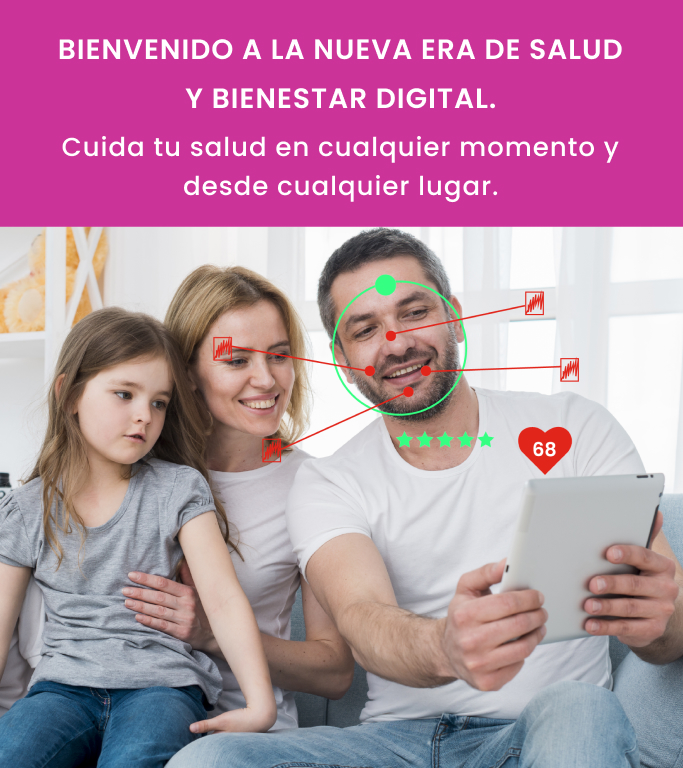 BIENVENIDO A LA NUEVA ERA DE SALUD
Y BIENESTAR DIGITAL.
Cuida tu salud en cualquier momento y
desde cualquier lugar.
68